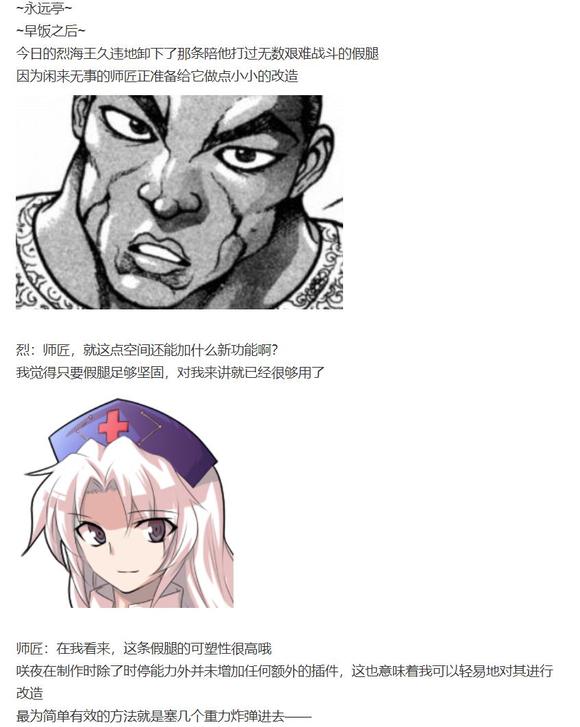 ~永远亭~
~早饭之后~
今日的烈海王久违地卸下了那条陪他打过无数艰难战斗的假腿
因为闲来无事的师匠正准备给它做点小小的改造
烈：师匠，就这点空间还能加什么新功能啊？
我觉得只要假腿足够坚固，对我来讲就已经很够用了
师匠：在我看来，这条假腿的可塑性很高哦
咲夜在制作时除了时停能力外并未增加任何额外的插件，这也意味着我可以轻易地对其进行
改造
最为简单有效的方法就是塞几个重力炸弹进去——